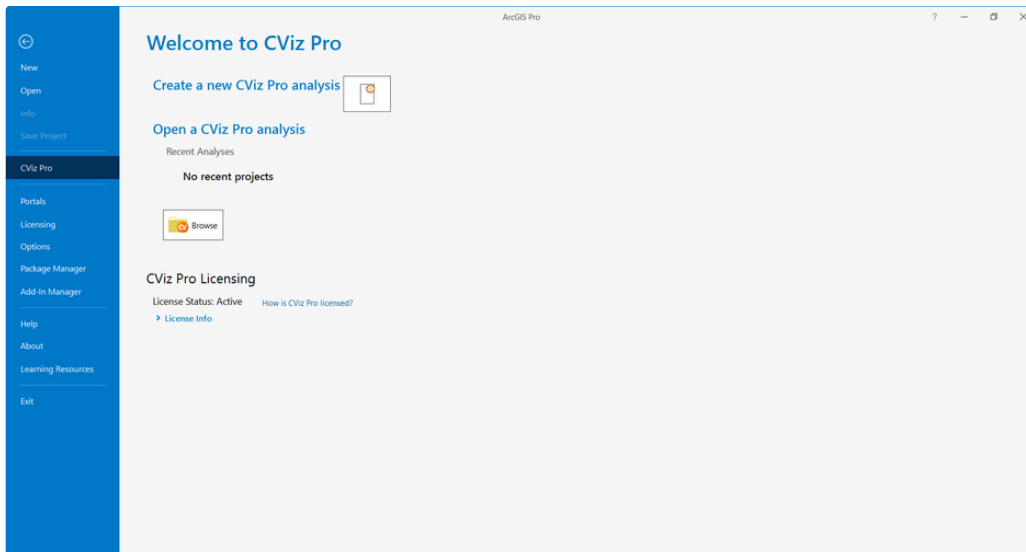 ArcGIS Pro
?
New
Open
Info
Save Project
CViz Pro
Portals
Licensing
Options
Package Manager
Add-In Manager
Help
About
Learning Resources
Exit
Welcome to CViz Pro
Create a new CViz Pro analysis
Open a CViz Pro analysis
Recent Analyses
No recent projects
CV Browse
CViz Pro Licensing
License Status: Active How is CViz Pro licensed?
License Info